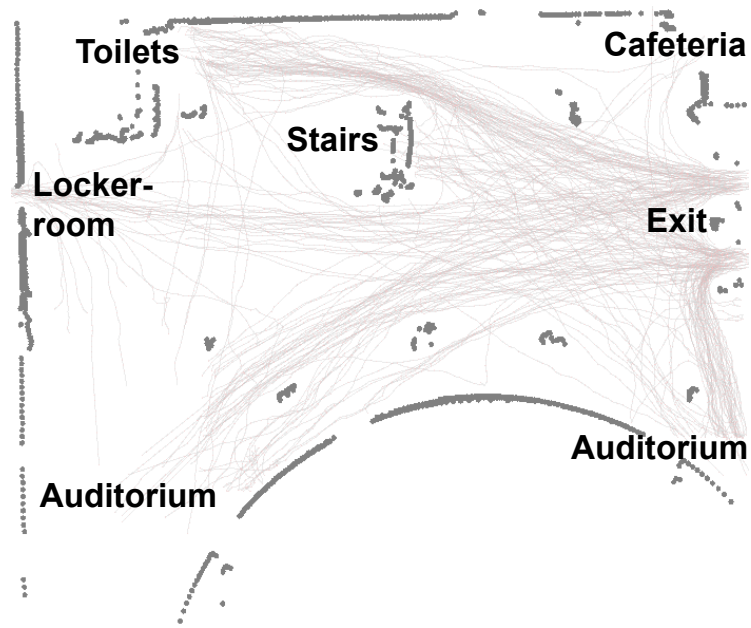 Toilets
Cafeteria
Stairs
Locker-
room
Exit
Auditorium
Auditorium